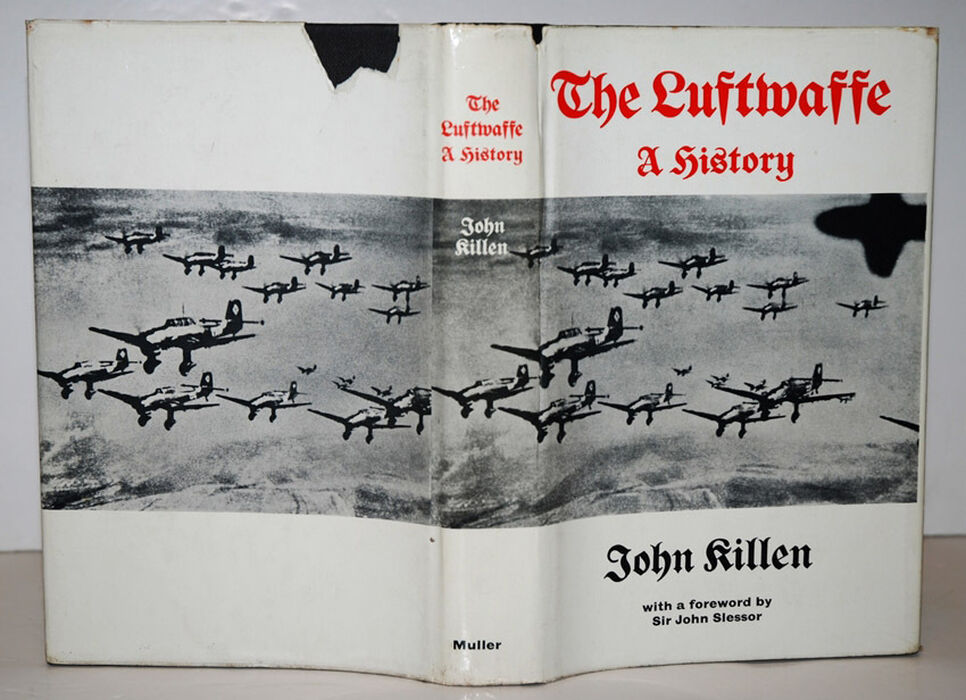 The
Luftwaffe
A History
John
Killen
Muller
The Luftwaffe
A History
John Killen
with a foreword by
Sir John Slessor